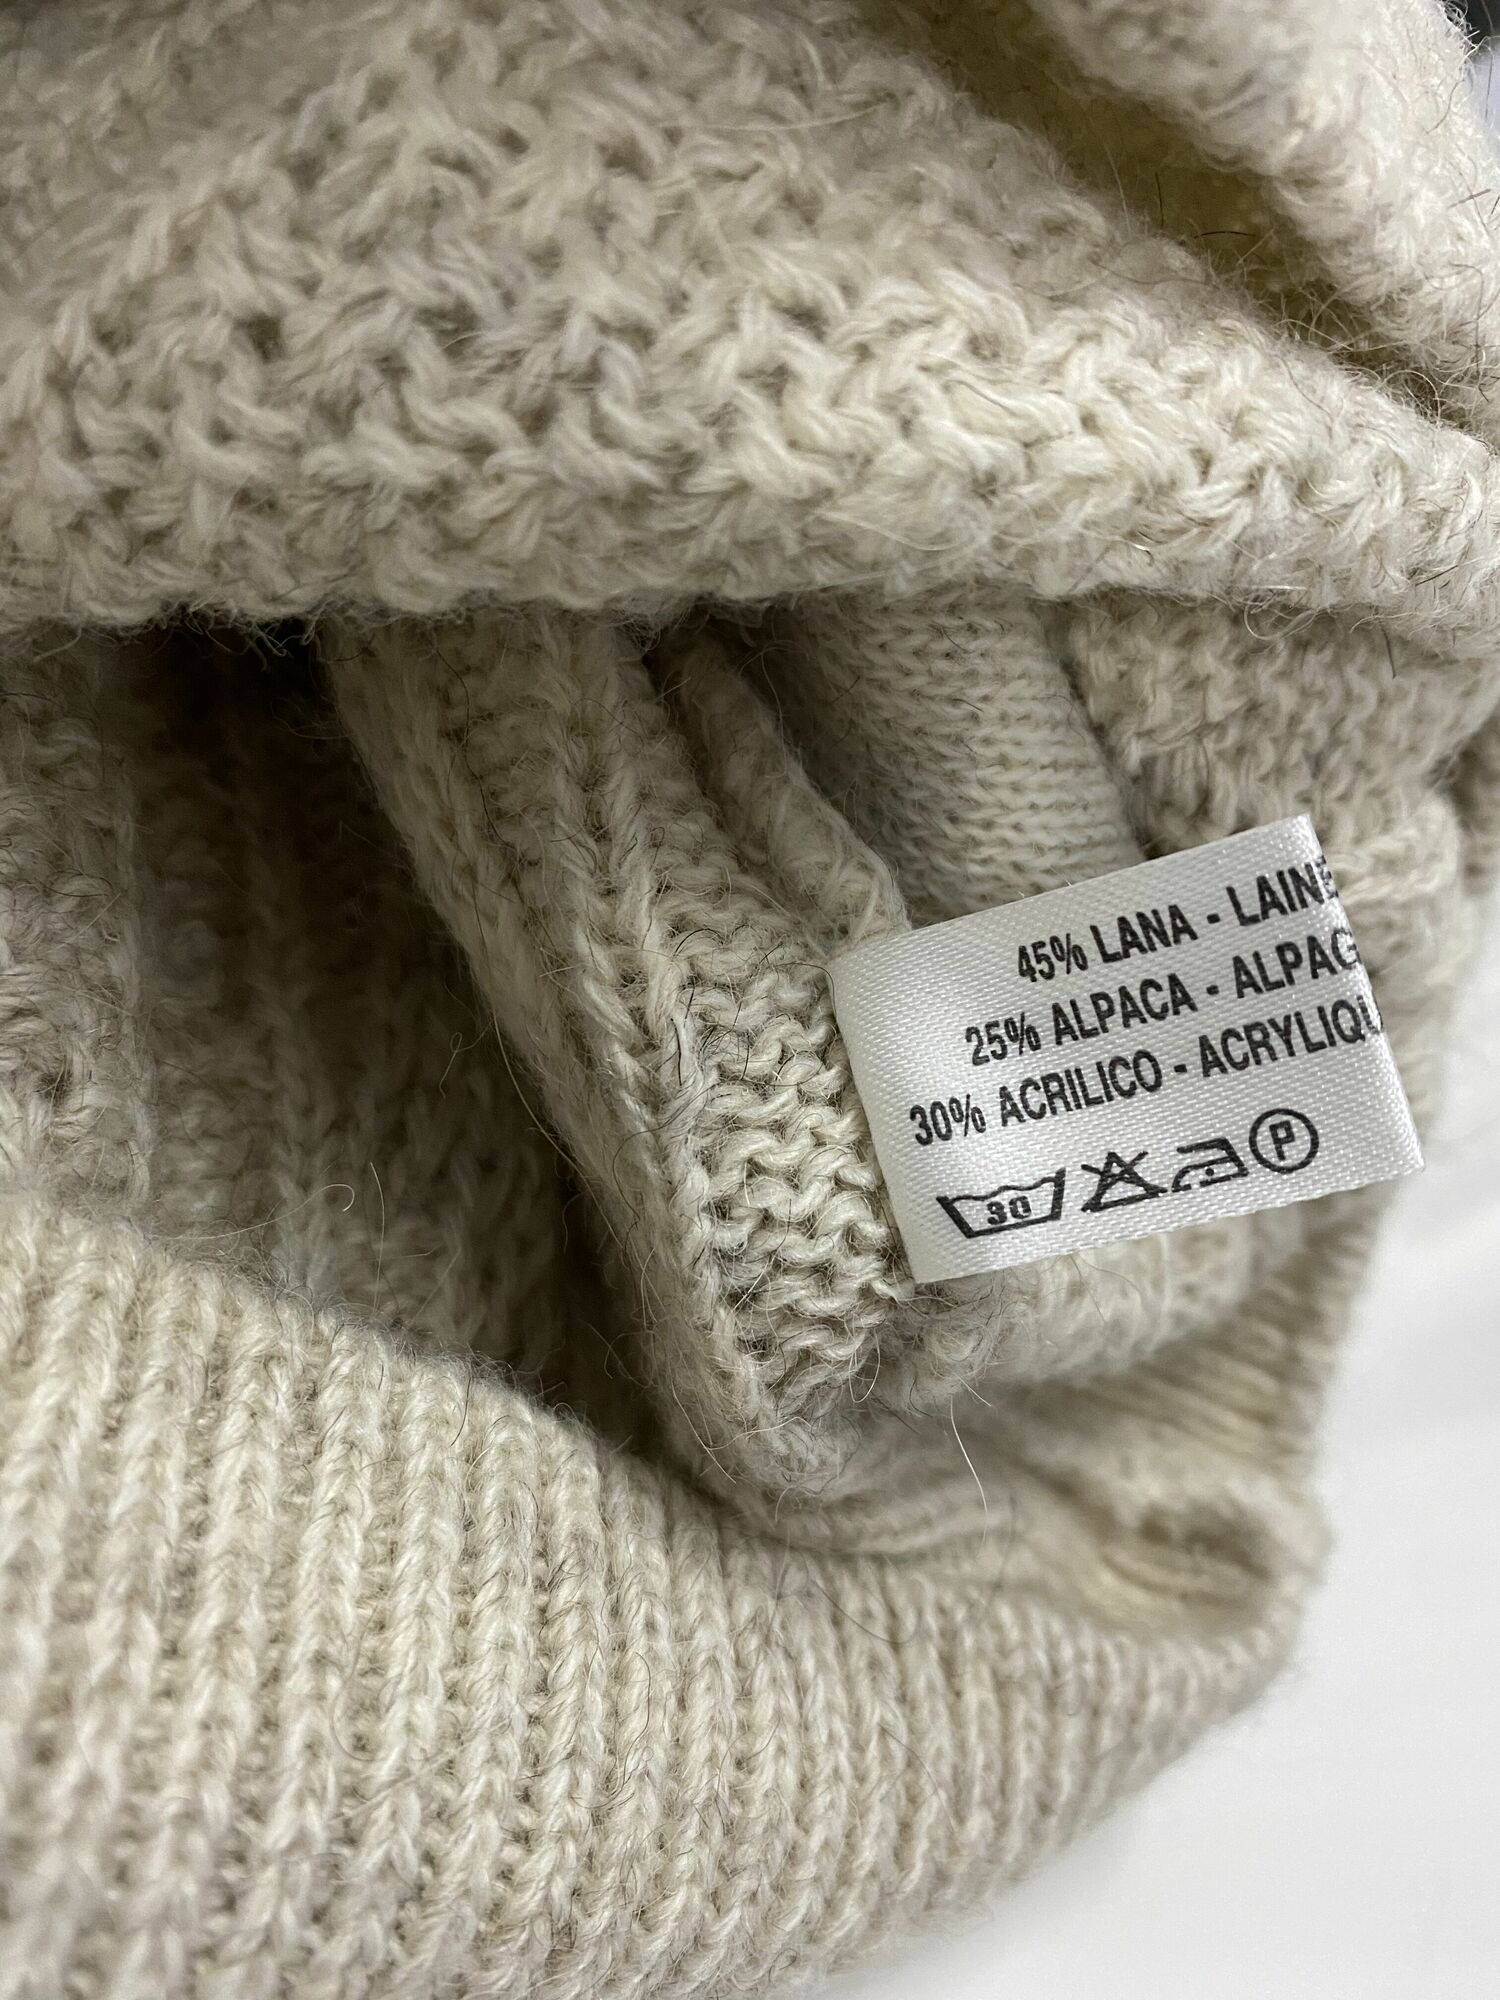 45% LANA - LAINE
25% ALPACA - ALPAG
30% ACRILICO - ACRYLIQU
30 P